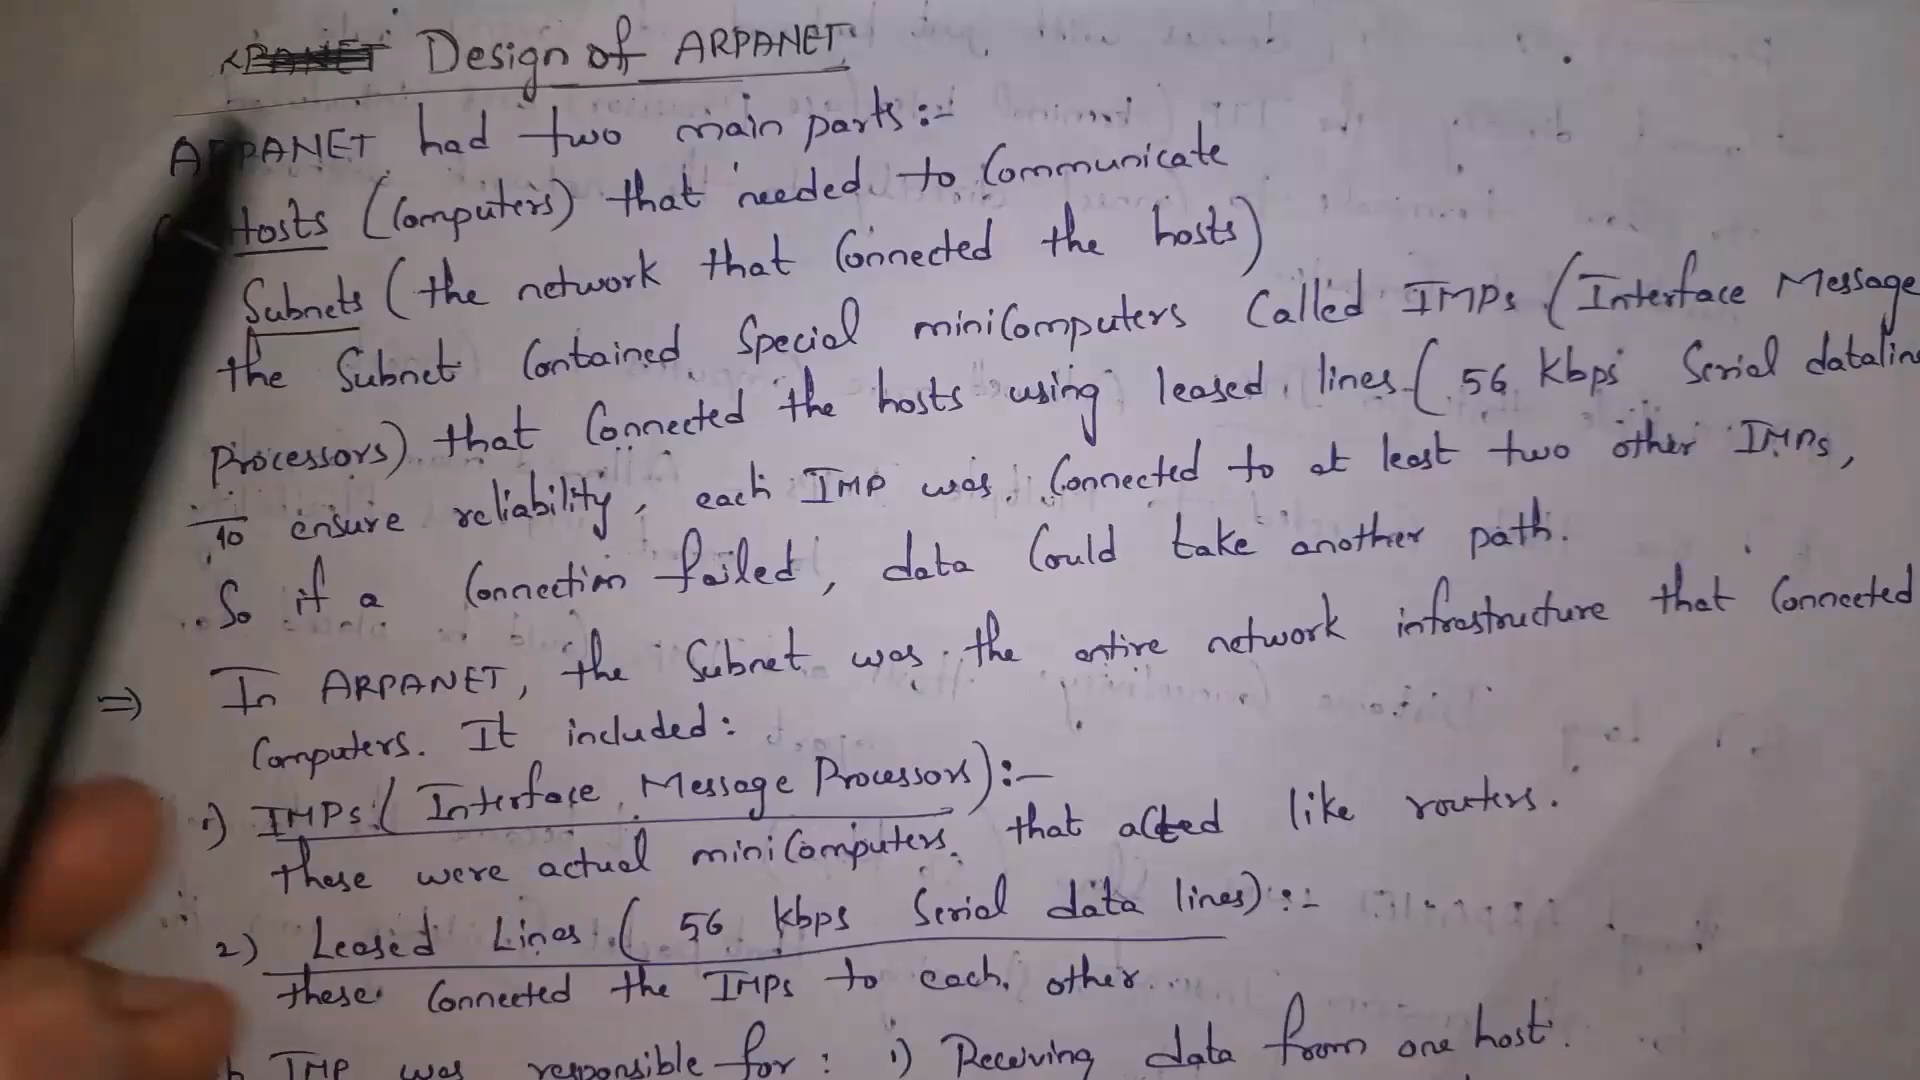 Design of ARPANET
ARPANET had two main parts :-
Hosts (Computers) that needed to Communicate
Subnets (the network that Connected the hosts)
the Subnet Contained Special minicomputers Called IMPs (Interface Message
Processors) that Connected the hosts using leased lines ( 56 Kbps Serial
To ensure reliability, each IMP was Connected to at least two other IMPs,
So if a Connection failed, data Could take another path.
⇒ In ARPANET, the Subnet was the entire network infrastructure that Connected
Computers. It included :
1) IMPs ( Interface Message Processors) :-
these were actual minicomputers that acted like routers.
2) Leased Lines ( 56 kbps Serial data lines) :-
these Connected the IMPs to each other.
IMP was responsible for : i) Receiving data from one host.